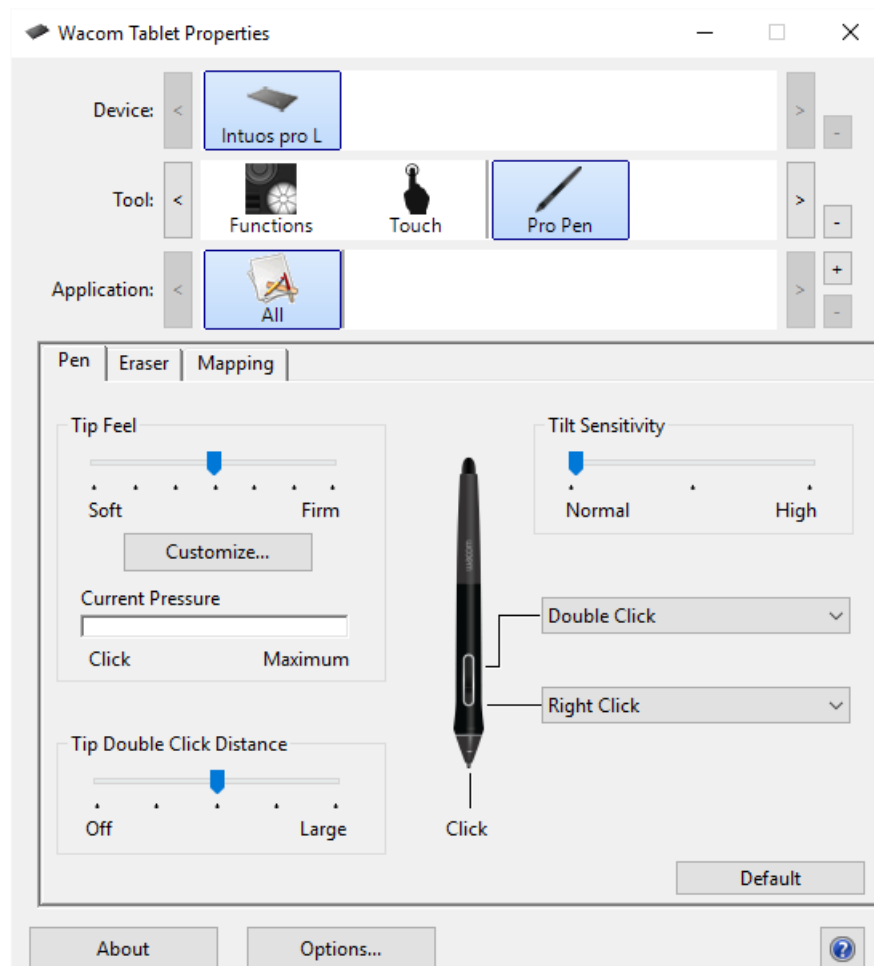 Wacom Tablet Properties
Device:
<
Intuos pro L
>
-
Tool:
<
Functions
Touch
Pro Pen
>
-
Application:
<
All
>
+
-
Pen
Eraser
Mapping
Tip Feel
Soft
Firm
Customize...
Current Pressure
Click
Maximum
Tip Double Click Distance
Off
Large
wacom
Click
Tilt Sensitivity
Normal
High
Double Click
Right Click
Default
About
Options...
?